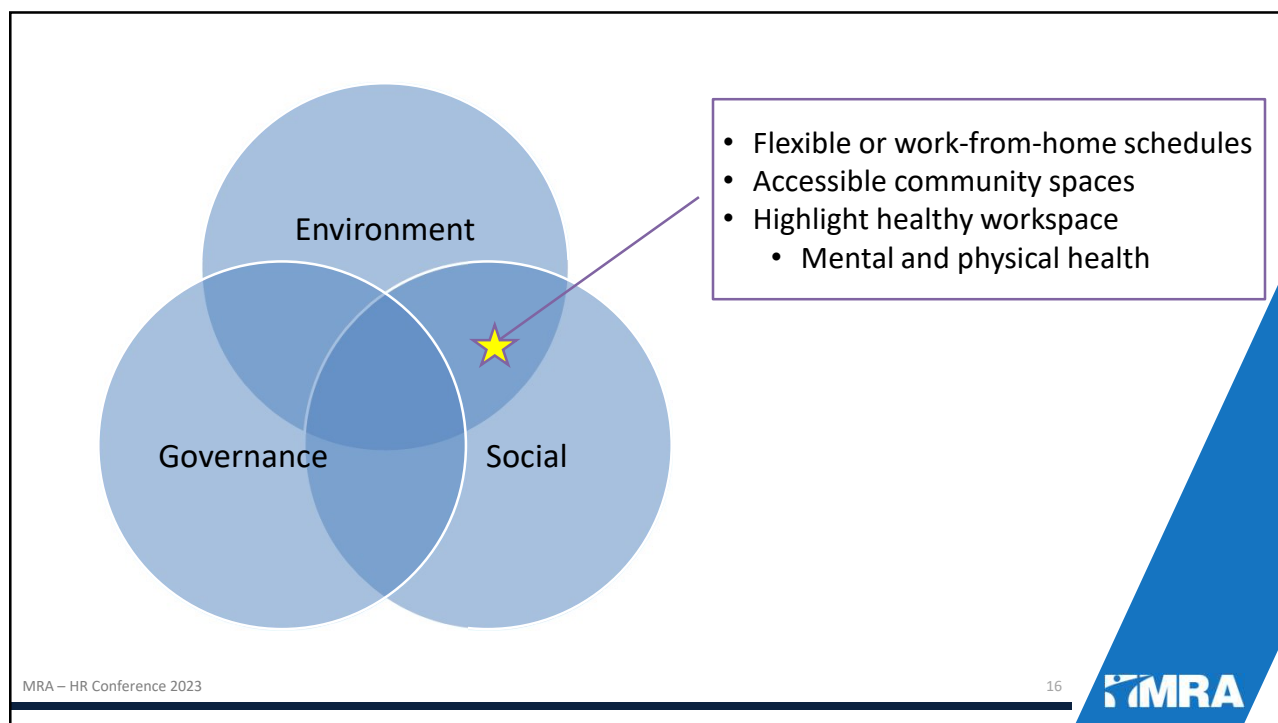 Environment
Governance
Social
• Flexible or work-from-home schedules
• Accessible community spaces
• Highlight healthy workspace
• Mental and physical health
MRA – HR Conference 2023
16
MRA